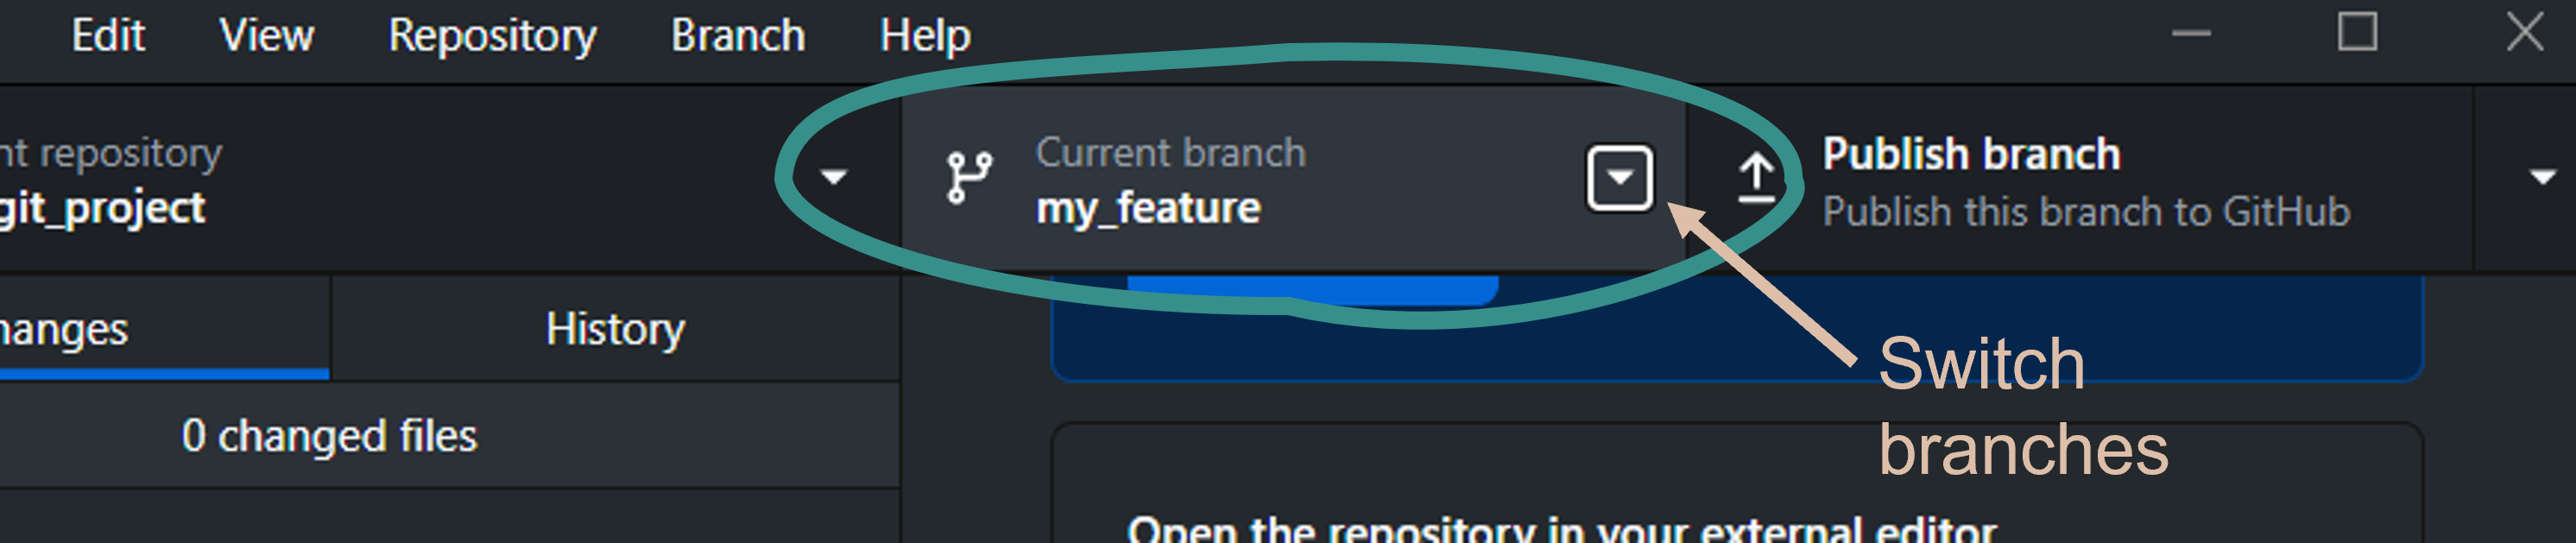 Edit View Repository Branch Help
nt repository
git_project
Current branch
my_feature
Publish branch
Publish this branch to GitHub
hanges
History
0 changed files
Switch
branches
Open the repository in your external editor